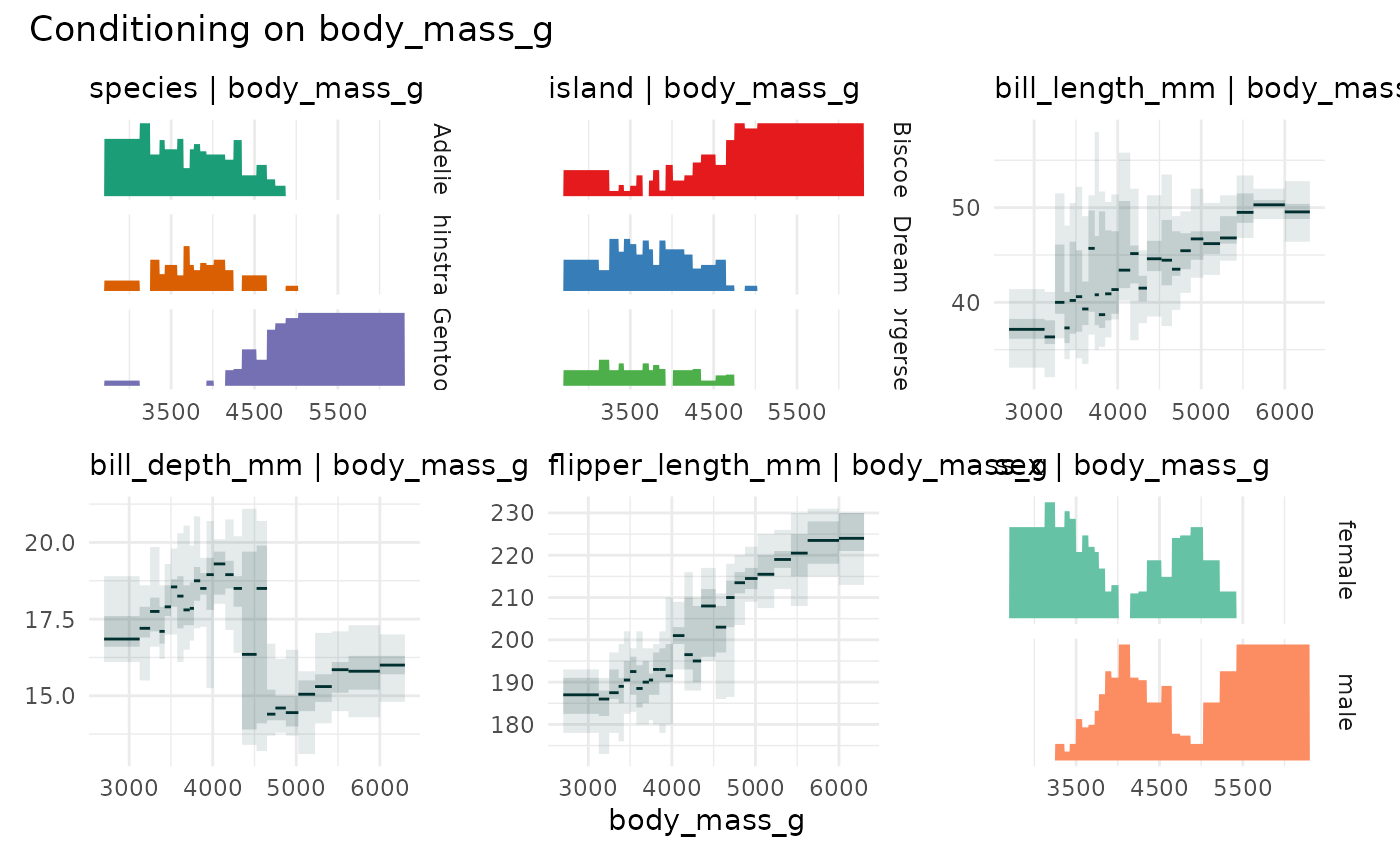 Conditioning on body_mass_g
species | body_mass_g
island | body_mass_g
bill_length_mm | body_mass
Adelie
hinstra
Gentoo
3500 4500 5500
Biscoe
Dream
orgerse
3500 4500 5500
50
40
3000 4000 5000 6000
bill_depth_mm | body_mass_g
flipper_length_mm | body_mass_g
sex | body_mass_g
20.0
17.5
15.0
3000 4000 5000 6000
230
220
210
200
190
180
3000 4000 5000 6000
female
male
3500 4500 5500
body_mass_g